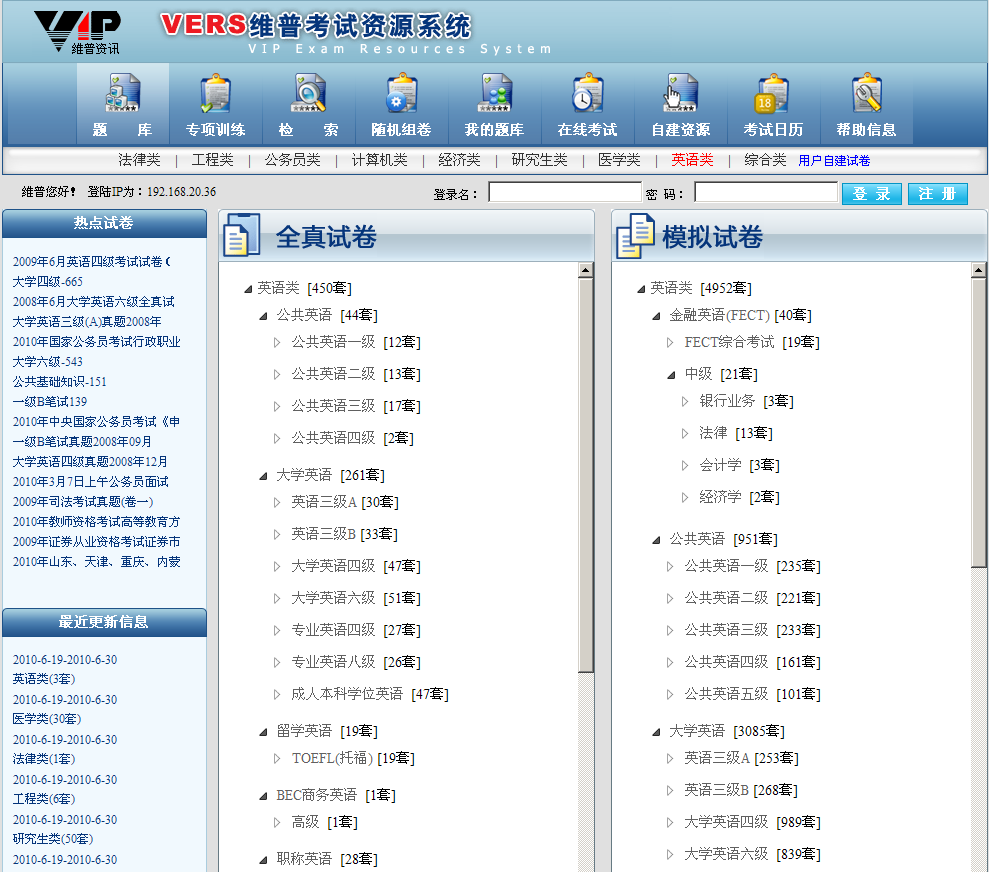 VIP 维普资讯
VERS维普考试资源系统
VIP Exam Resources System
题 库 专项训练 检 索 随机组卷 我的题库 在线考试 自建资源 考试日历 帮助信息
18
法律类 | 工程类 | 公务员类 | 计算机类 | 经济类 | 研究生类 | 医学类 | 英语类 | 综合类 用户自建试卷
维普您好! 登陆IP为:192.168.20.36 登录名: 密 码: 登 录 注 册
热点试卷
2009年6月英语四级考试试卷(
大学四级-665
2008年6月大学英语六级全真试
大学英语三级(A)真题2008年
2010年国家公务员考试行政职业
大学六级-543
公共基础知识-151
一级B笔试139
2010年中央国家公务员考试《申
一级B笔试真题2008年09月
大学英语四级真题2008年12月
2010年3月7日上午公务员面试
2009年司法考试真题(卷一)
2010年教师资格考试高等教育方
2009年证券从业资格考试证券市
2010年山东、天津、重庆、内蒙
最近更新信息
2010-6-19-2010-6-30
英语类(3套)
2010-6-19-2010-6-30
医学类(30套)
2010-6-19-2010-6-30
法律类(1套)
2010-6-19-2010-6-30
工程类(6套)
2010-6-19-2010-6-30
研究生类(50套)
2010-6-19-2010-6-30
全真试卷
英语类 [450套]
公共英语 [44套]
公共英语一级 [12套]
公共英语二级 [13套]
公共英语三级 [17套]
公共英语四级 [2套]
大学英语 [261套]
英语三级A [30套]
英语三级B [33套]
大学英语四级 [47套]
大学英语六级 [51套]
专业英语四级 [27套]
专业英语八级 [26套]
成人本科学位英语 [47套]
留学英语 [19套]
TOEFL(托福) [19套]
BEC商务英语 [1套]
高级 [1套]
职称英语 [28套]
模拟试卷
英语类 [4952套]
金融英语(FECT) [40套]
FECT综合考试 [19套]
中级 [21套]
银行业务 [3套]
法律 [13套]
会计学 [3套]
经济学 [2套]
公共英语 [951套]
公共英语一级 [235套]
公共英语二级 [221套]
公共英语三级 [233套]
公共英语四级 [161套]
公共英语五级 [101套]
大学英语 [3085套]
英语三级A [253套]
英语三级B [268套]
大学英语四级 [989套]
大学英语六级 [839套]